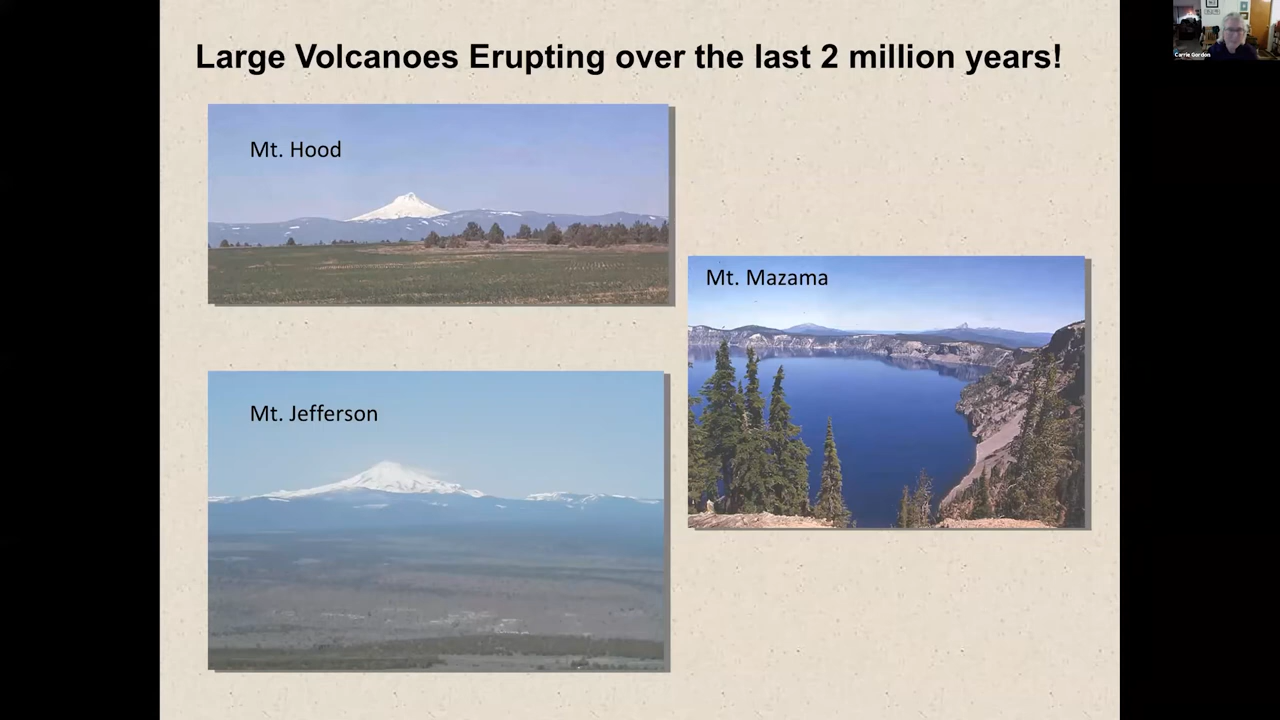 Large Volcanoes Erupting over the last 2 million years!
Mt. Hood
Mt. Mazama
Mt. Jefferson
Carrie Gordon